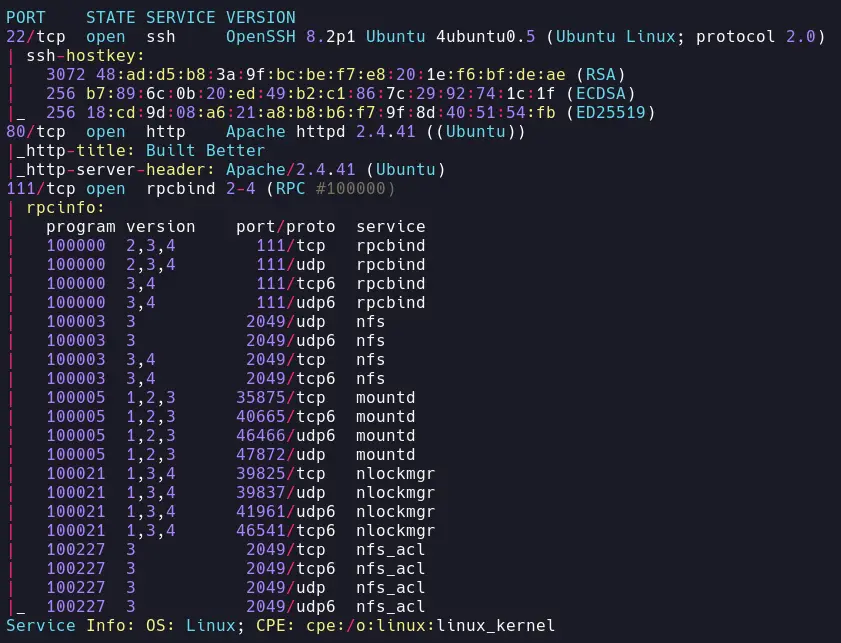 PORT    STATE SERVICE VERSION
22/tcp  open  ssh     OpenSSH 8.2p1 Ubuntu 4ubuntu0.5 (Ubuntu Linux; protocol 2.0)
| ssh-hostkey:
|   3072 48:ad:d5:b8:3a:9f:bc:be:f7:e8:20:1e:f6:bf:de:ae (RSA)
|   256 b7:89:6c:0b:20:ed:49:b2:c1:86:7c:29:92:74:1c:1f (ECDSA)
|_  256 18:cd:9d:08:a6:21:a8:b8:b6:f7:9f:8d:40:51:54:fb (ED25519)
80/tcp  open  http    Apache httpd 2.4.41 ((Ubuntu))
|_http-title: Built Better
|_http-server-header: Apache/2.4.41 (Ubuntu)
111/tcp open  rpcbind 2-4 (RPC #100000)
| rpcinfo:
|   program version    port/proto  service
|   100000  2,3,4        111/tcp   rpcbind
|   100000  2,3,4        111/udp   rpcbind
|   100000  3,4          111/tcp6  rpcbind
|   100000  3,4          111/udp6  rpcbind
|   100003  3           2049/udp   nfs
|   100003  3           2049/udp6  nfs
|   100003  3,4         2049/tcp   nfs
|   100003  3,4         2049/tcp6  nfs
|   100005  1,2,3      35875/tcp   mountd
|   100005  1,2,3      40665/tcp6  mountd
|   100005  1,2,3      46466/udp6  mountd
|   100005  1,2,3      47872/udp   mountd
|   100021  1,3,4      39825/tcp   nlockmgr
|   100021  1,3,4      39837/udp   nlockmgr
|   100021  1,3,4      41961/udp6  nlockmgr
|   100021  1,3,4      46541/tcp6  nlockmgr
|   100227  3           2049/tcp   nfs_acl
|   100227  3           2049/tcp6  nfs_acl
|   100227  3           2049/udp   nfs_acl
|_  100227  3           2049/udp6  nfs_acl
Service Info: OS: Linux; CPE: cpe:/o:linux:linux_kernel